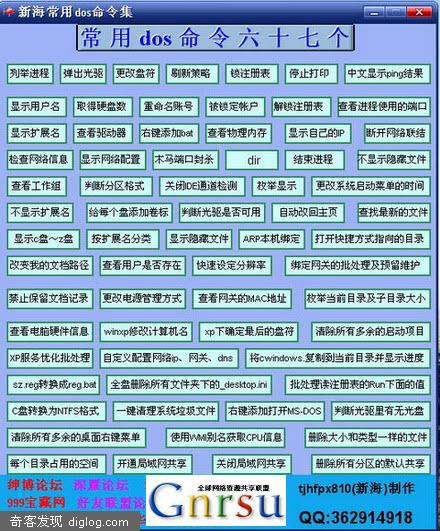 新海常用dos命令集
常用dos命令六十七个
列举进程 弹出光驱 更改盘符 刷新策略 锁注册表 停止打印 中文显示ping结果
显示用户名 取得硬盘数 重命名账号 被锁定帐户 解锁注册表 查看进程使用的端口
显示扩展名 查看驱动器 右键添加bat 查看物理内存 显示自己的IP 断开网络联结
检查网络信息 显示网络配置 木马端口封杀 dir 结束进程 不显示隐藏文件
查看工作组 判断分区格式 关闭IDE通道检测 枚举显示 更改系统启动菜单的时间
不显示扩展名 给每个盘添加卷标 判断光驱是否可用 自动改回主页 查找最新的文件
显示c盘~z盘 按扩展名分类 显示隐藏文件 ARP本机绑定 打开快捷方式指向的目录
改变我的文档路径 查看用户是否存在 快速设定分辨率 绑定网关的批处理及预留维护
禁止保留文档记录 更改电源管理方式 查看网关的MAC地址 枚举当前目录及子目录大小
查看电脑硬件信息 winxp修改计算机名 xp下确定最后的盘符 清除所有多余的启动项目
XP服务忧化批处理 自定义配置网络ip、网关、dns 将cwindows.复制到当前目录并显示进度
sz.reg转换成reg.bat 全盘删除所有文件夹下的_desktop.ini 批处理读注册表的Run下面的值
C盘转换为NTFS格式 一键清理系统垃圾文件 右键添加打开MS-DOS 判断光驱里有无光盘
清除所有多余的桌面右键菜单 使用WMI别名获取CPU信息 删除大小和类型一样的文件
每个目录占用的空间 开通局域网共享 关闭局域网共享 删除所有分区的默认共享
绅博论坛 深度论坛
999宝藏网 好友联盟论
全球网络资源共享联盟
Gnrsu
tjhfpx810(新海)制作
QQ:362914918
奇客发现 diglog.com